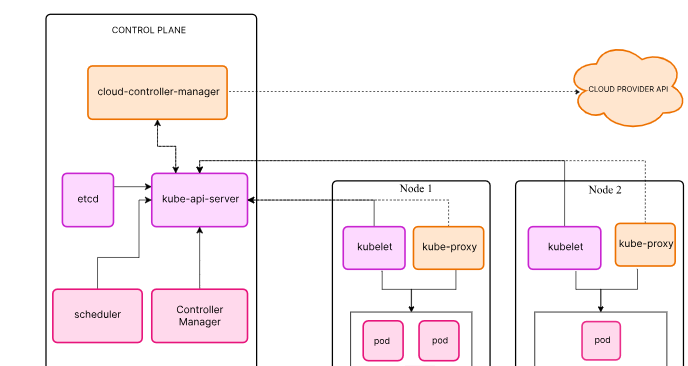 CONTROL PLANE
cloud-controller-manager
CLOUD PROVIDER API
etcd
kube-api-server
Node 1
Node 2
kubelet
kube-proxy
kubelet
kube-proxy
scheduler
Controller
Manager
pod
pod
pod